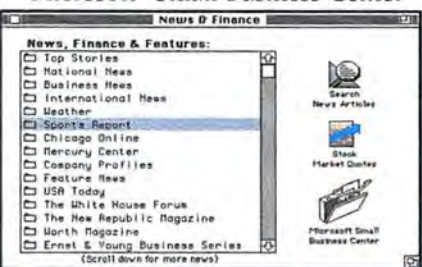 Microsoft Small Business Center
News & Finance
News, Finance & Features:
Top Stories
National News
Business News
International News
Weather
Sports Report
Chicago Online
Mercury Center
Company Profiles
Feature News
USA Today
The White House Forum
The New Republic Magazine
Worth Magazine
Ernst & Young Business Series
(Scroll down for more news)
Search
News Articles
Stock
Market Quotes
Microsoft Small
Business Center